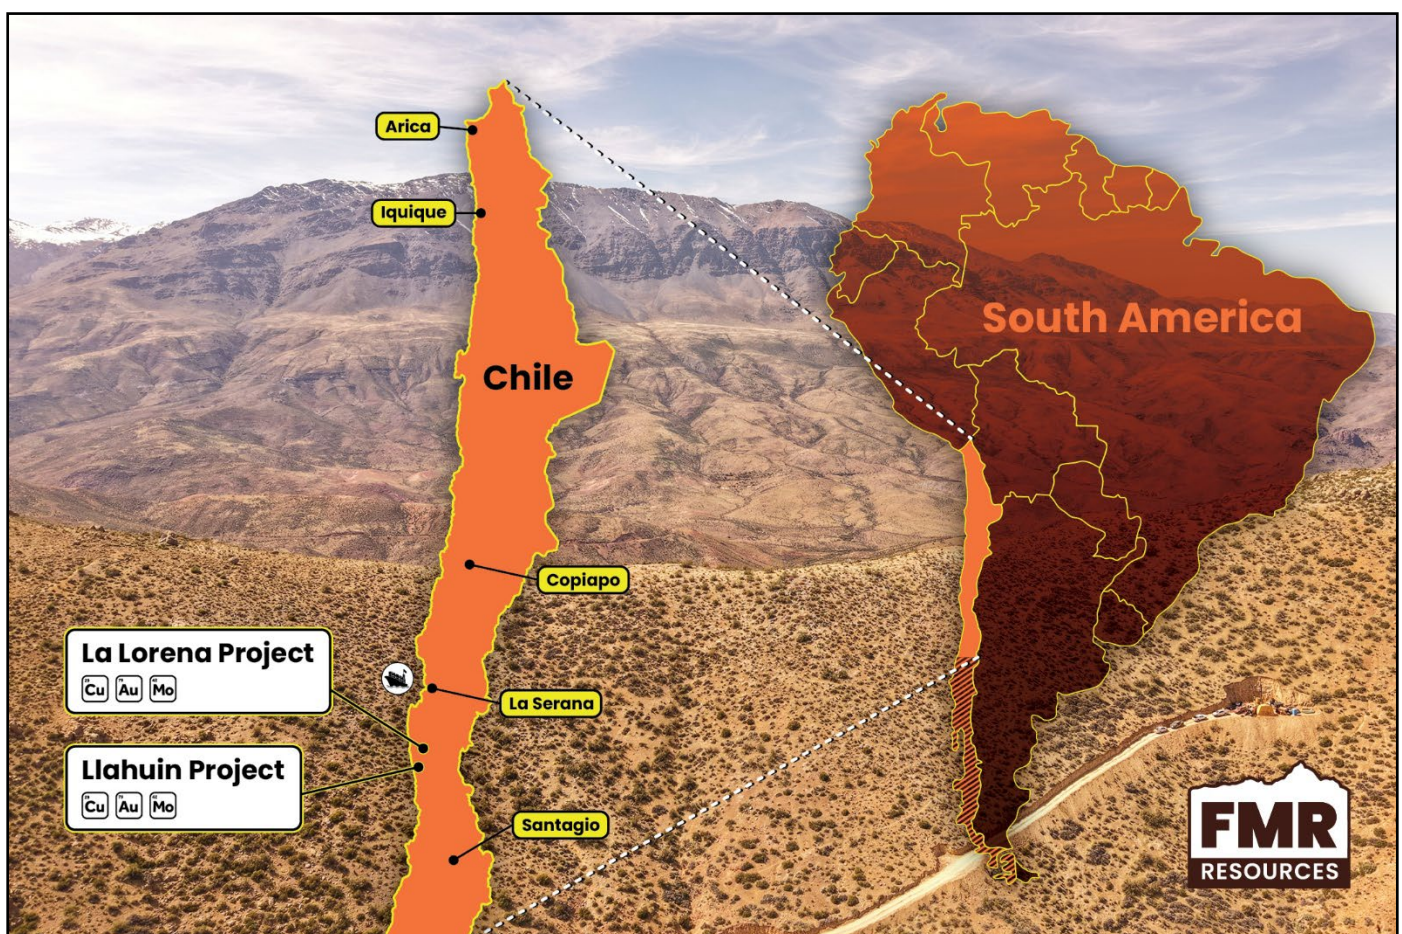 Arica
Iquique
Chile
South America
Copiapo
La Lorena Project
Cu Au Mo
La Serana
Llahuin Project
Cu Au Mo
Santagio
FMR
RESOURCES